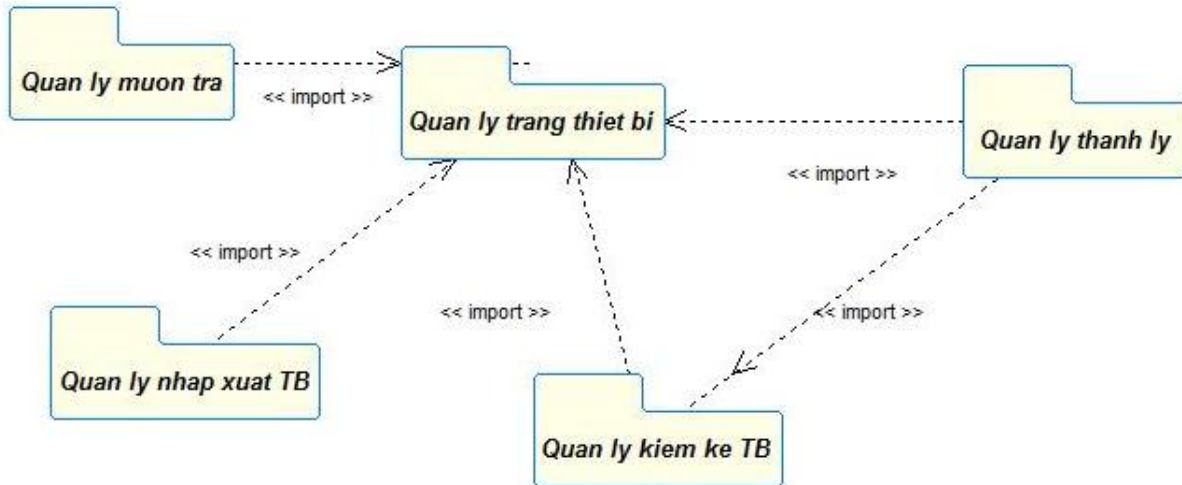 Quan ly muon tra
<< import >>
Quan ly trang thiet bi
Quan ly thanh ly
<< import >>
<< import >>
<< import >>
<< import >>
Quan ly nhap xuat TB
Quan ly kiem ke TB